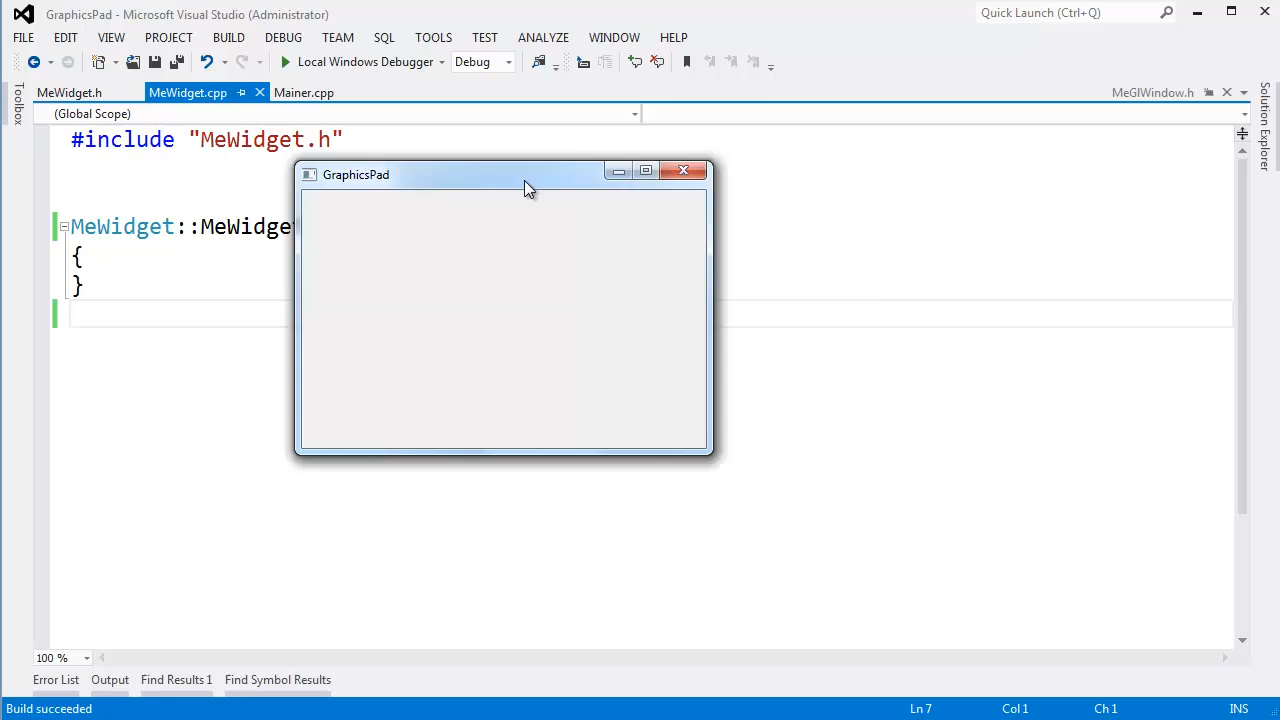 GraphicsPad - Microsoft Visual Studio (Administrator)
Quick Launch (Ctrl+Q)
FILE EDIT VIEW PROJECT BUILD DEBUG TEAM SQL TOOLS TEST ANALYZE WINDOW HELP
Local Windows Debugger Debug
Toolbox
MeWidget.h MeWidget.cpp Mainer.cpp MeGlWindow.h
Solution Explorer
(Global Scope)
#include "MeWidget.h"
GraphicsPad
MeWidget::MeWidget
{
}
100 %
Error List Output Find Results 1 Find Symbol Results
Build succeeded Ln 7 Col 1 Ch 1 INS